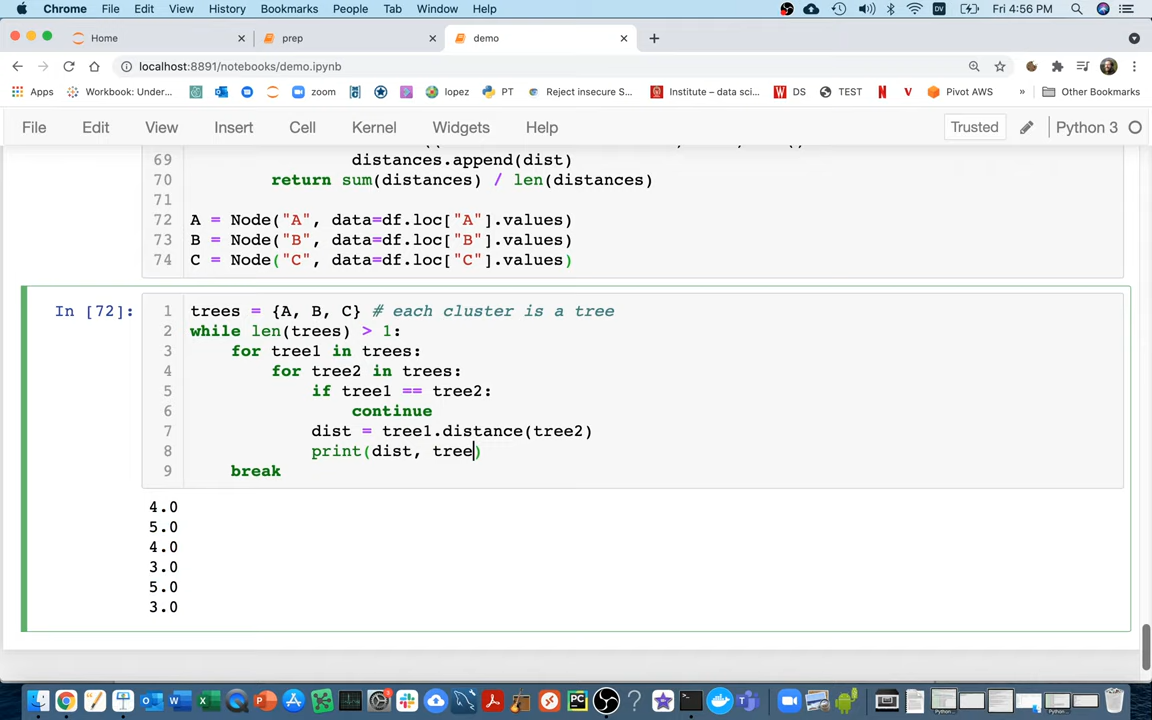 Chrome File Edit View History Bookmarks People Tab Window Help Fri 4:56 PM
Home prep demo
localhost:8891/notebooks/demo.ipynb
Apps Workbook: Under... zoom lopez PT Reject insecure S... Institute – data sci... DS TEST Pivot AWS » Other Bookmarks
File Edit View Insert Cell Kernel Widgets Help Trusted Python 3
69 distances.append(dist)
70 return sum(distances) / len(distances)
71
72 A = Node("A", data=df.loc["A"].values)
73 B = Node("B", data=df.loc["B"].values)
74 C = Node("C", data=df.loc["C"].values)
In [72]: 1 trees = {A, B, C} # each cluster is a tree
2 while len(trees) > 1:
3 for tree1 in trees:
4 for tree2 in trees:
5 if tree1 == tree2:
6 continue
7 dist = tree1.distance(tree2)
8 print(dist, tree)
9 break
4.0
5.0
4.0
3.0
5.0
3.0